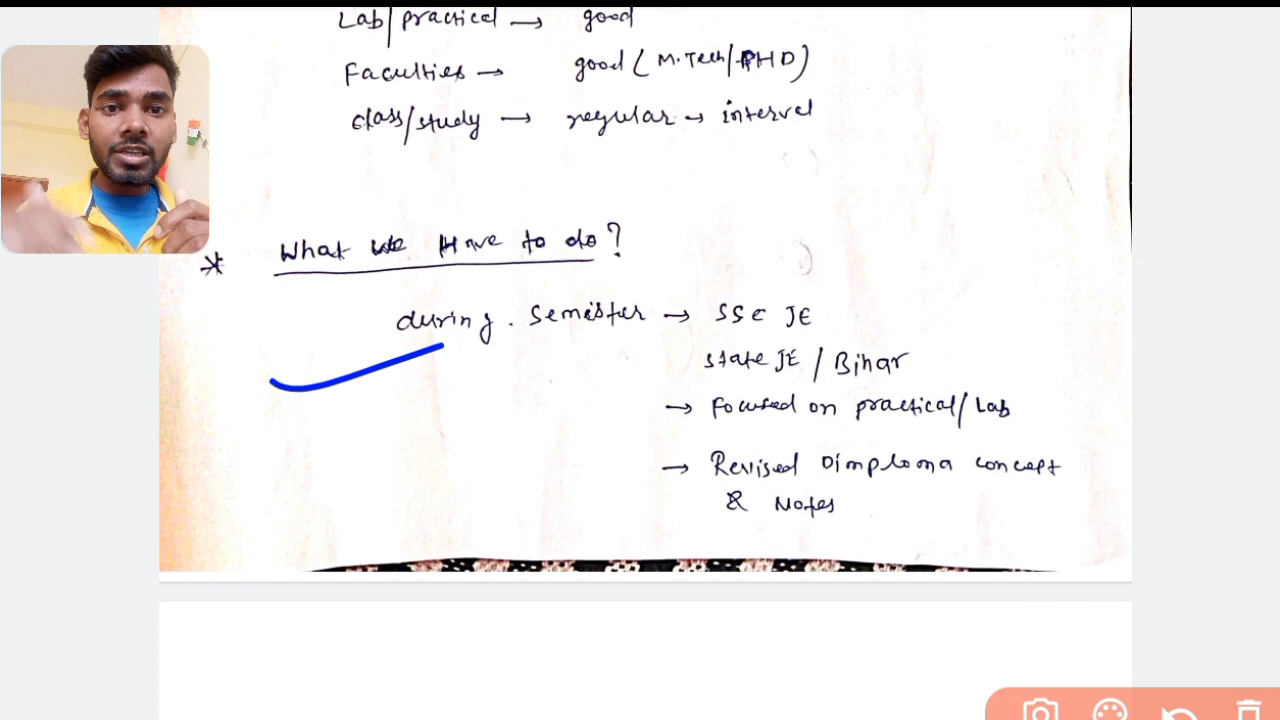 Lab/practical → good
Faculties → good (M.Tech/PHD)
class/study → regular → interval
* What We Have to do?
during. semister → SSC JE
state JE / Bihar
→ Focused on practical/Lab
→ Revised Dimploma concept
& Notes